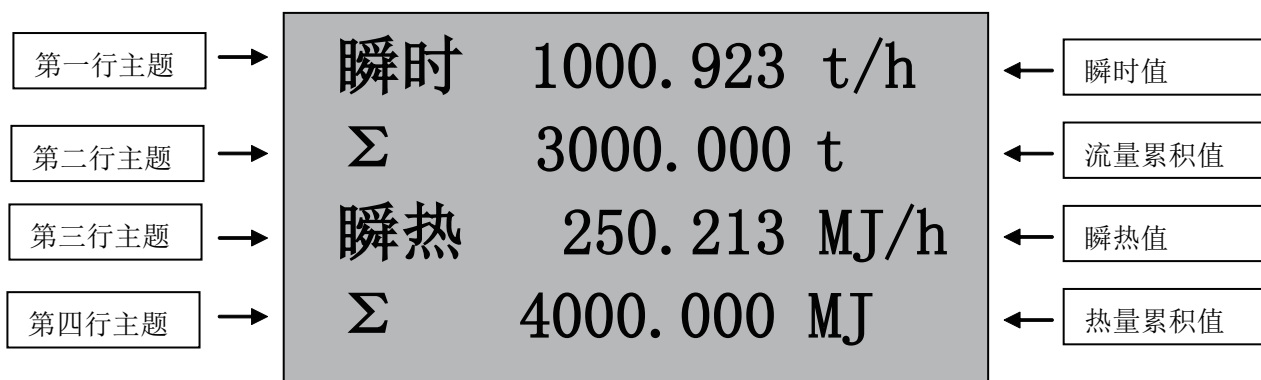 第一行主题
瞬时 1000.923 t/h
瞬时值
第二行主题
Σ 3000.000 t
流量累积值
第三行主题
瞬热 250.213 MJ/h
瞬热值
第四行主题
Σ 4000.000 MJ
热量累积值